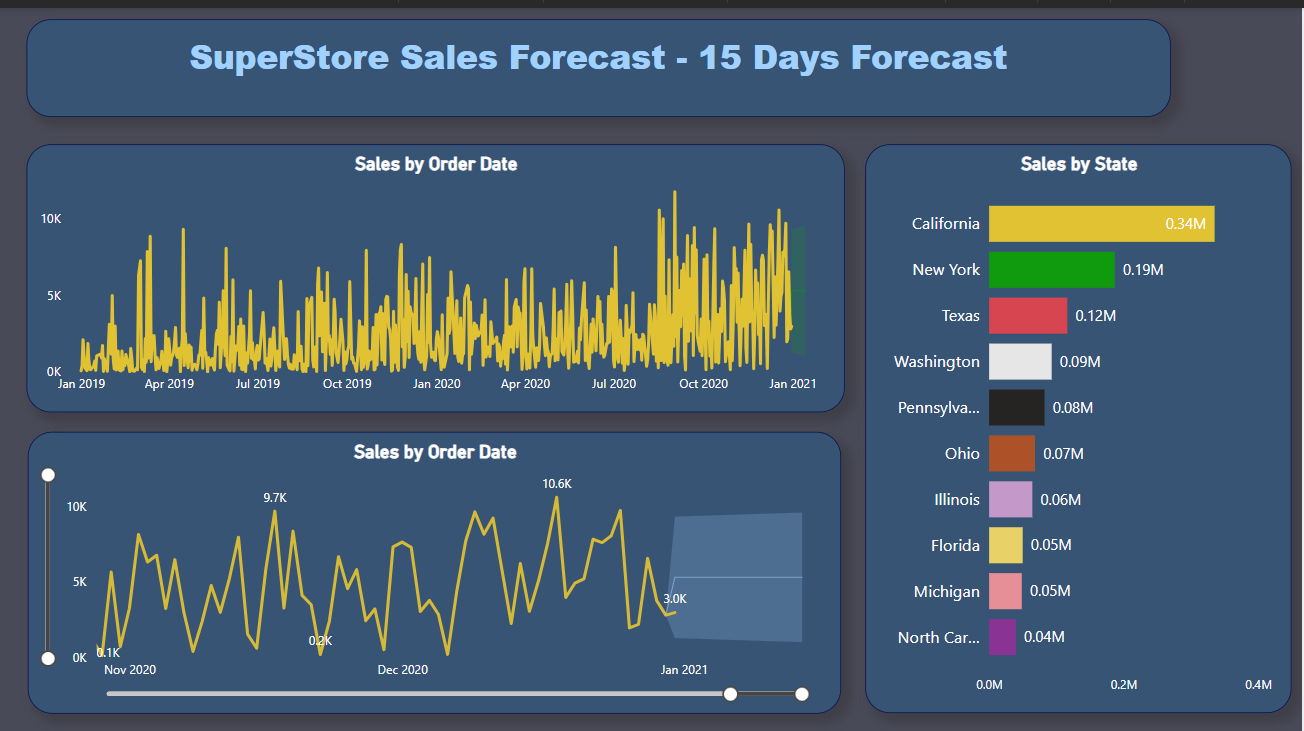 SuperStore Sales Forecast - 15 Days Forecast
Sales by Order Date
10K
5K
0K
Jan 2019 Apr 2019 Jul 2019 Oct 2019 Jan 2020 Apr 2020 Jul 2020 Oct 2020 Jan 2021
Sales by Order Date
10K
5K
0K
0.1K
9.7K
0.2K
10.6K
3.0K
Nov 2020 Dec 2020 Jan 2021
Sales by State
California 0.34M
New York 0.19M
Texas 0.12M
Washington 0.09M
Pennsylva... 0.08M
Ohio 0.07M
Illinois 0.06M
Florida 0.05M
Michigan 0.05M
North Car... 0.04M
0.0M 0.2M 0.4M